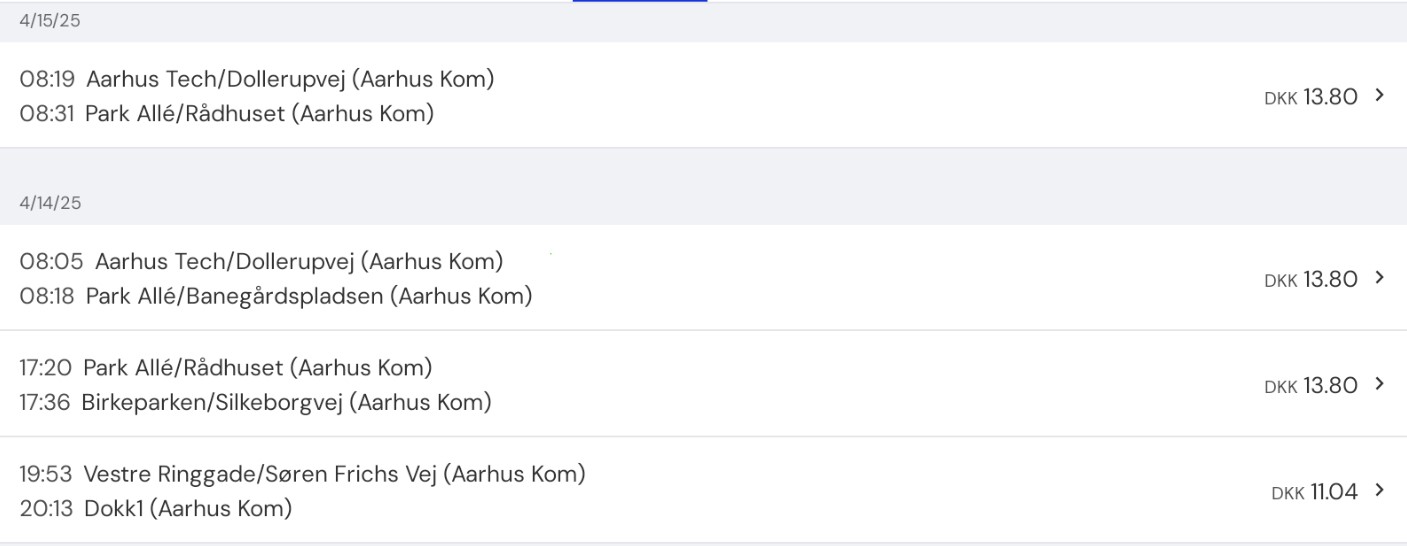 4/15/25
08:19 Aarhus Tech/Dollerupvej (Aarhus Kom)
08:31 Park Allé/Rådhuset (Aarhus Kom)
DKK 13.80
4/14/25
08:05 Aarhus Tech/Dollerupvej (Aarhus Kom)
08:18 Park Allé/Banegårdspladsen (Aarhus Kom)
DKK 13.80
17:20 Park Allé/Rådhuset (Aarhus Kom)
17:36 Birkeparken/Silkeborgvej (Aarhus Kom)
DKK 13.80
19:53 Vestre Ringgade/Søren Frichs Vej (Aarhus Kom)
20:13 Dokk1 (Aarhus Kom)
DKK 11.04